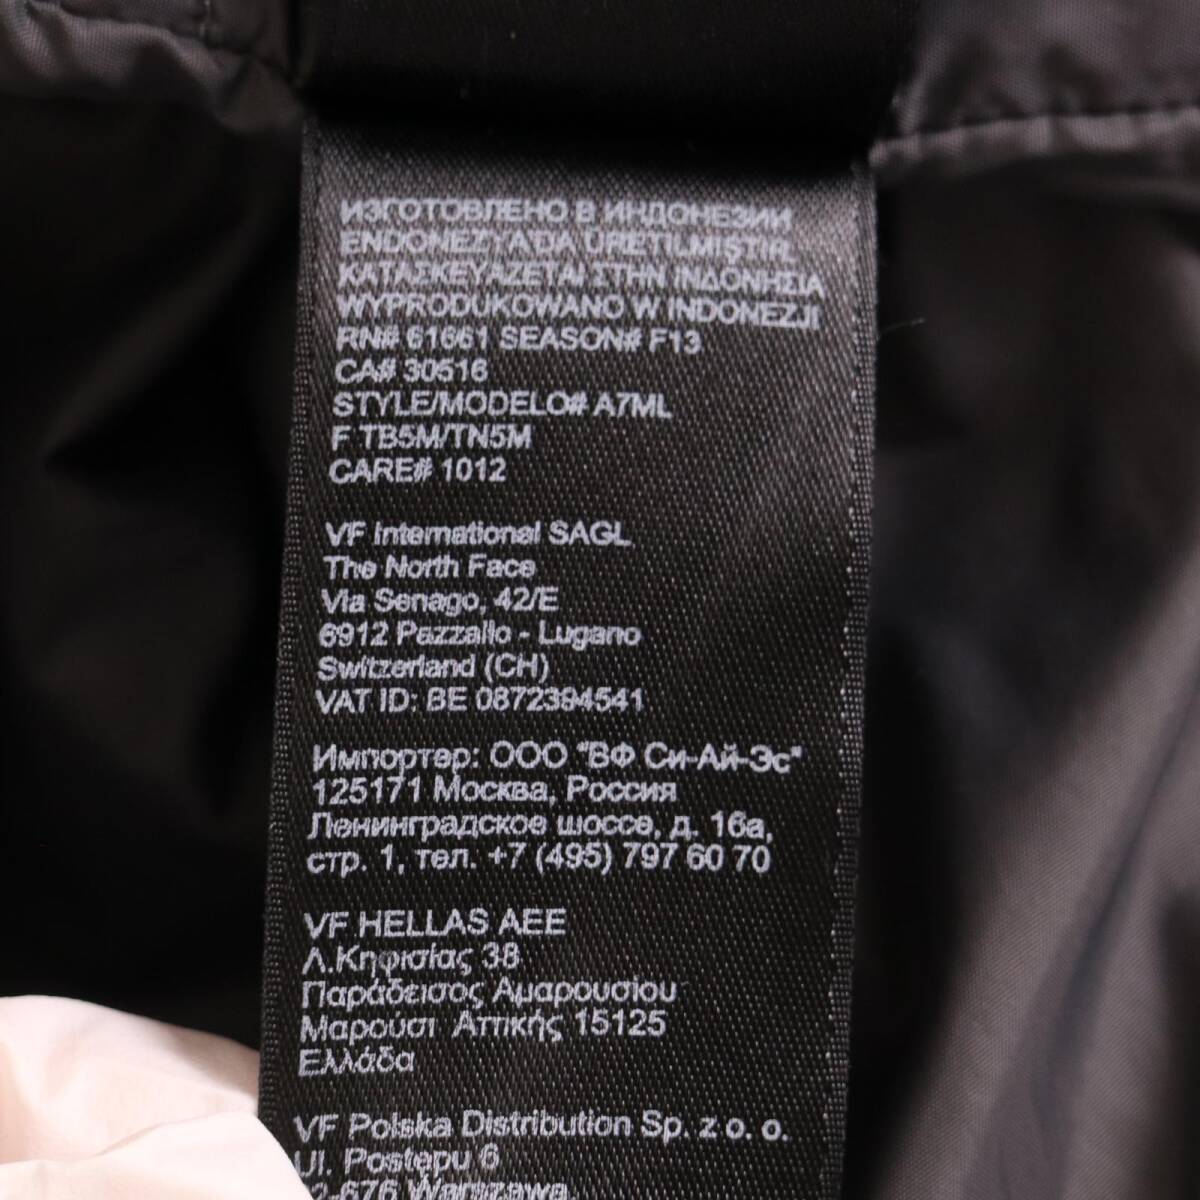 ИЗГОТОВЛЕНО В ИНДОНЕЗИИ
ENDONEZYA'DA ÜRETILMIŞTIR.
ΚΑΤΑΣΚΕΥΑΖΕΤΑΙ ΣΤΗΝ ΙΝΔΟΝΗΣΙΑ
WYPRODUKOWANO W INDONEZJI
RN# 61661 SEASON# F13
CA# 30516
STYLE/MODELO# A7ML
F TB5M/TN5M
CARE# 1012
VF International SAGL
The North Face
Via Senago, 42/E
6912 Pazzallo - Lugano
Switzerland (CH)
VAT ID: BE 0872394541
Импортер: ООО "ВФ Си-Ай-Эс"
125171 Москва, Россия
Ленинградское шоссе, д. 16а,
стр. 1, тел. +7 (495) 797 60 70
VF HELLAS AEE
Λ.Κηφισίας 38
Παράδεισος Αμαρουσίου
Μαρούσι Αττικής 15125
Ελλάδα
VF Polska Distribution Sp. z o. o.
Ul. Postępu 6
02-676 Warszawa,